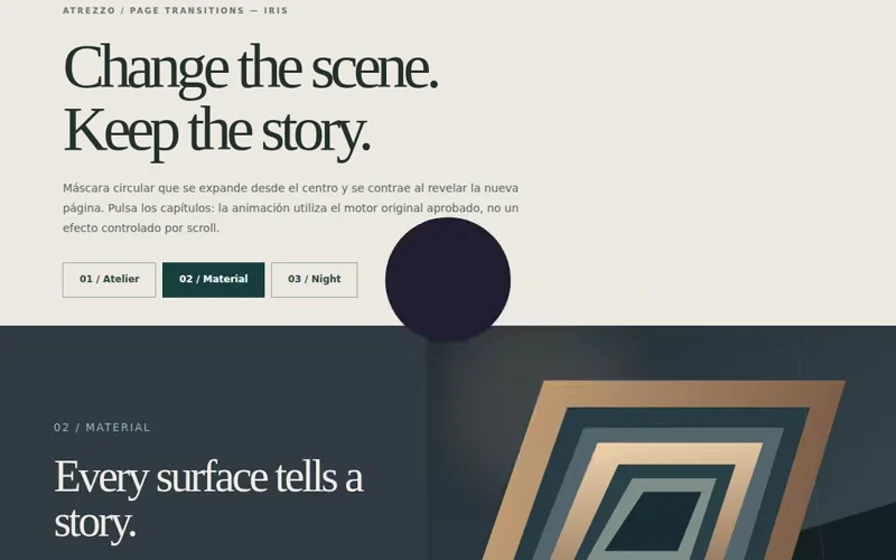 ATREZZO / PAGE TRANSITIONS — IRIS
Change the scene.
Keep the story.
Máscara circular que se expande desde el centro y se contrae al revelar la nueva
página. Pulsa los capítulos: la animación utiliza el motor original aprobado, no un
efecto controlado por scroll.
01 / Atelier
02 / Material
03 / Night
02 / MATERIAL
Every surface tells a
story.